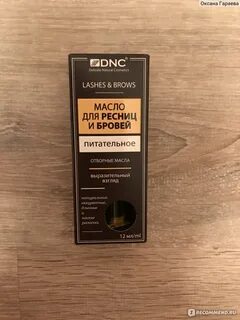 Оксана Гараева
DNC
LASHES & BROWS
МАСЛО
ДЛЯ РЕСНИЦ
И БРОВЕЙ
питательное
ОТБОРНЫЕ МАСЛА
выразительный
взгляд
12 мл/ml
IRECOMMEND.RU